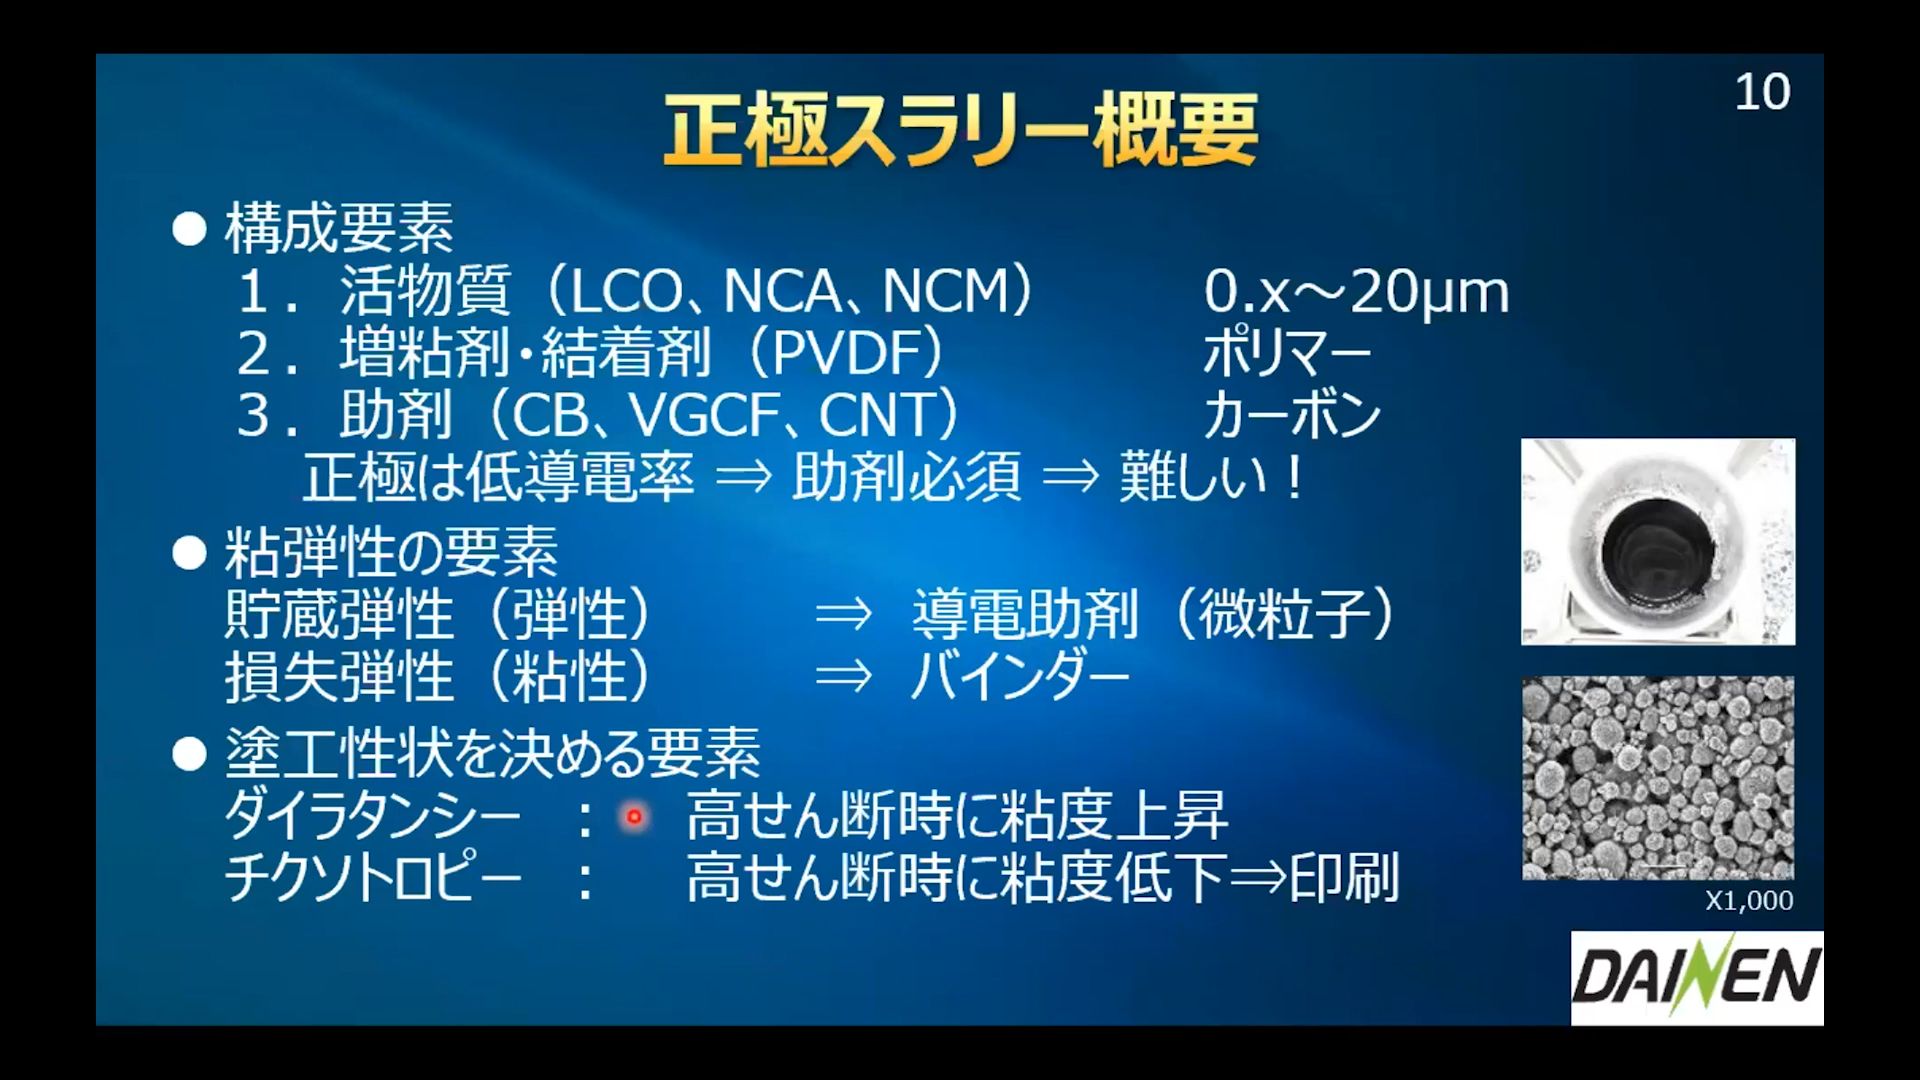 10
正極スラリー概要
● 構成要素
１． 活物質（LCO、NCA、NCM） 0.x～20μm
２． 増粘剤・結着剤（PVDF） ポリマー
３． 助剤（CB、VGCF、CNT） カーボン
正極は低導電率 ⇒ 助剤必須 ⇒ 難しい！
● 粘弾性の要素
貯蔵弾性（弾性） ⇒ 導電助剤（微粒子）
損失弾性（粘性） ⇒ バインダー
● 塗工性状を決める要素
ダイラタンシー ： 高せん断時に粘度上昇
チクソトロピー ： 高せん断時に粘度低下⇒印刷
X1,000
DAINEN